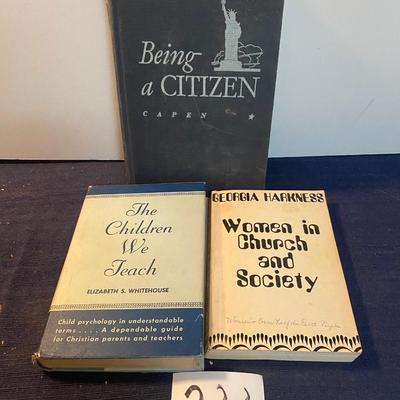 Being
a CITIZEN
CAPEN
The
Children
We
Teach
ELIZABETH S. WHITEHOUSE
Child psychology in understandable
terms .... A dependable guide
for Christian parents and teachers
GEORGIA HARKNESS
Women in
Church
and
Society